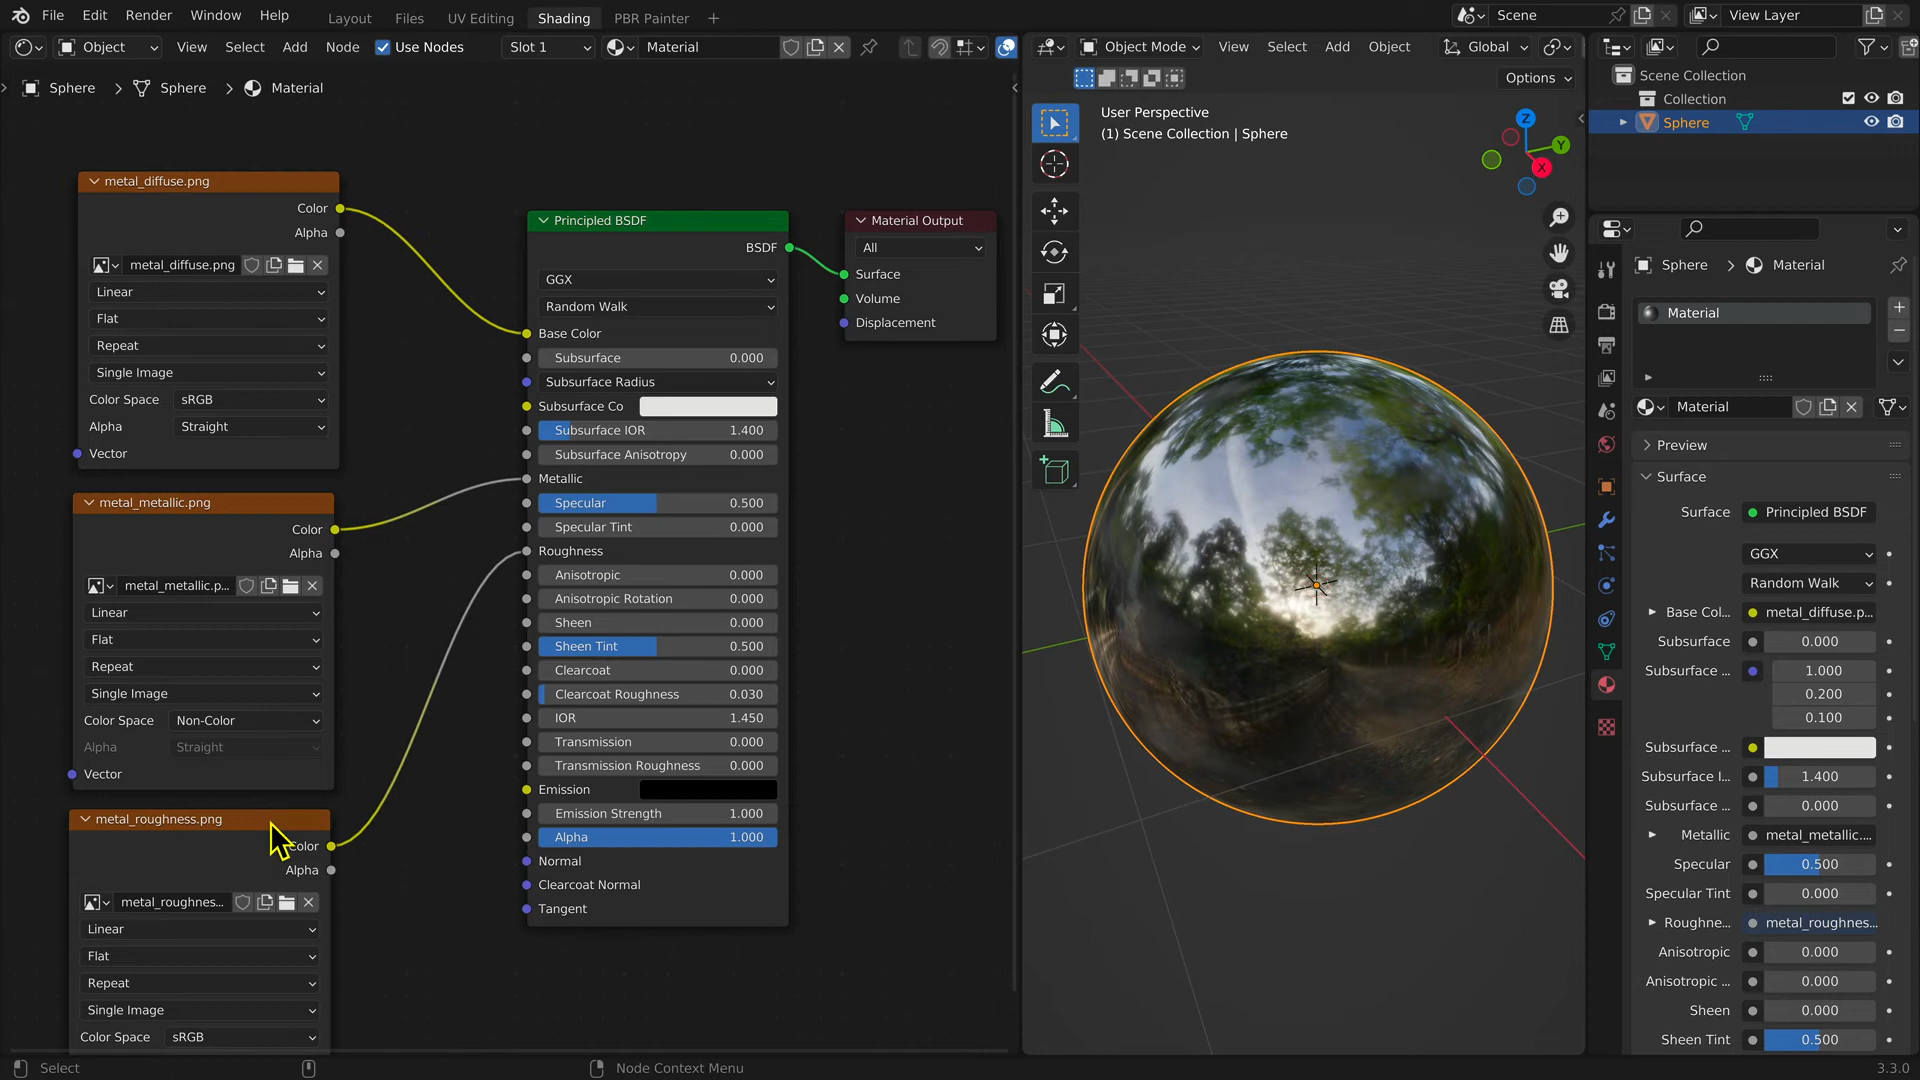 File Edit Render Window Help Layout Files UV Editing Shading PBR Painter + Scene View Layer
Object View Select Add Node Use Nodes Slot 1 Material
Sphere > Sphere > Material
metal_diffuse.png
Color
Alpha
metal_diffuse.png
Linear
Flat
Repeat
Single Image
Color Space sRGB
Alpha Straight
Vector
metal_metallic.png
Color
Alpha
metal_metallic.p...
Linear
Flat
Repeat
Single Image
Color Space Non-Color
Alpha Straight
Vector
metal_roughness.png
Color
Alpha
metal_roughnes...
Linear
Flat
Repeat
Single Image
Color Space sRGB
Principled BSDF
BSDF
GGX
Random Walk
Base Color
Subsurface 0.000
Subsurface Radius
Subsurface Co
Subsurface IOR 1.400
Subsurface Anisotropy 0.000
Metallic
Specular 0.500
Specular Tint 0.000
Roughness
Anisotropic 0.000
Anisotropic Rotation 0.000
Sheen 0.000
Sheen Tint 0.500
Clearcoat 0.000
Clearcoat Roughness 0.030
IOR 1.450
Transmission 0.000
Transmission Roughness 0.000
Emission
Emission Strength 1.000
Alpha 1.000
Normal
Clearcoat Normal
Tangent
Material Output
All
Surface
Volume
Displacement
Object Mode View Select Add Object Global
Options
User Perspective
(1) Scene Collection | Sphere
Z
Y
X
Scene Collection
Collection
Sphere
Sphere > Material
Material
Material
Preview
Surface
Surface Principled BSDF
GGX
Random Walk
Base Col... metal_diffuse.p...
Subsurface 0.000
Subsurface ... 1.000
0.200
0.100
Subsurface ...
Subsurface I... 1.400
Subsurface ... 0.000
Metallic metal_metallic....
Specular 0.500
Specular Tint 0.000
Roughne... metal_roughnes...
Anisotropic 0.000
Anisotropic ... 0.000
Sheen 0.000
Sheen Tint 0.500
Select Node Context Menu 3.3.0